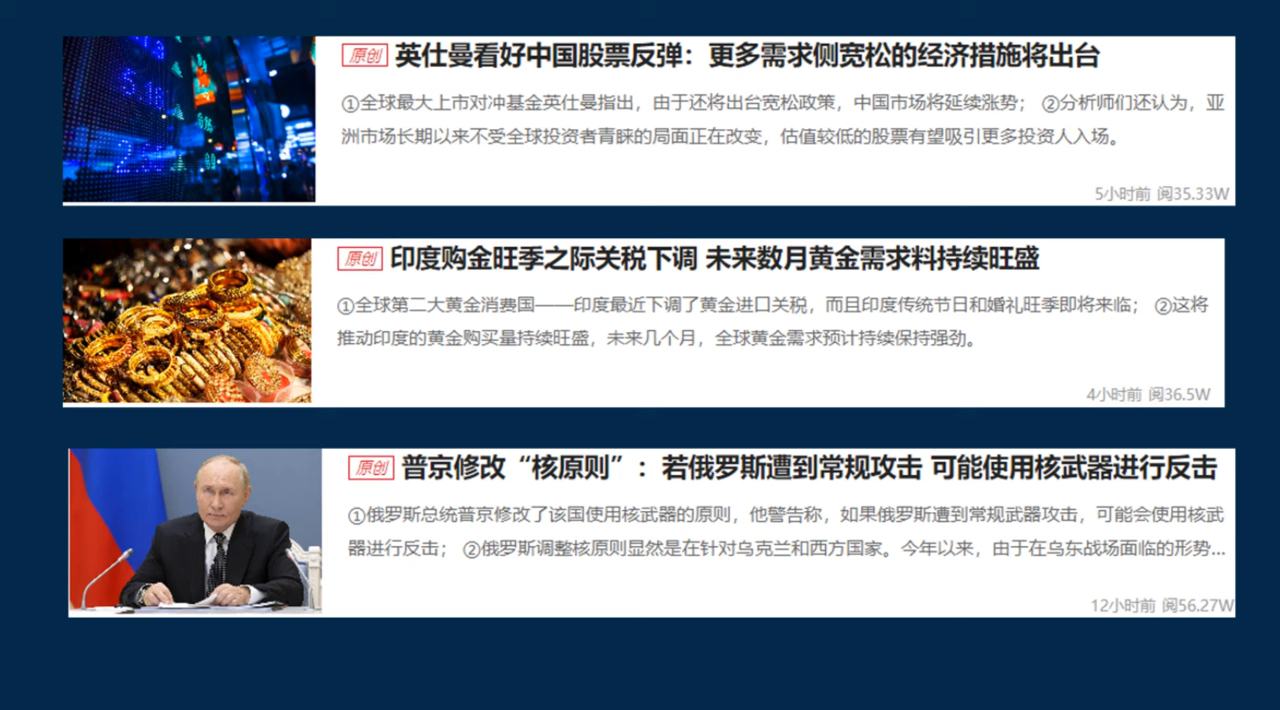 原创 英仕曼看好中国股票反弹：更多需求侧宽松的经济措施将出台
①全球最大上市对冲基金英仕曼指出，由于还将出台宽松政策，中国市场将延续涨势； ②分析师们还认为，亚
洲市场长期以来不受全球投资者青睐的局面正在改变，估值较低的股票有望吸引更多投资人入场。
5小时前 阅35.33W
原创 印度购金旺季之际关税下调 未来数月黄金需求料持续旺盛
①全球第二大黄金消费国——印度最近下调了黄金进口关税，而且印度传统节日和婚礼旺季即将来临； ②这将
推动印度的黄金购买量持续旺盛，未来几个月，全球黄金需求预计持续保持强劲。
4小时前 阅36.5W
原创 普京修改“核原则”：若俄罗斯遭到常规攻击 可能使用核武器进行反击
①俄罗斯总统普京修改了该国使用核武器的原则，他警告称，如果俄罗斯遭到常规武器攻击，可能会使用核武
器进行反击； ②俄罗斯调整核原则显然是在针对乌克兰和西方国家。今年以来，由于在乌东战场面临的形势...
12小时前 阅56.27W